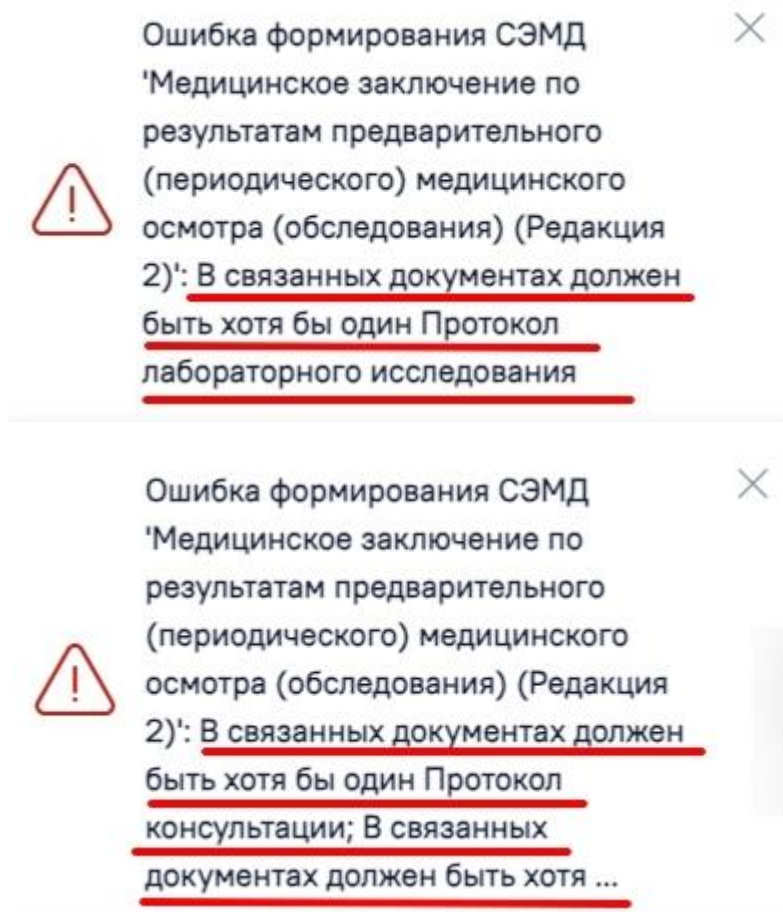 Ошибка формирования СЭМД
'Медицинское заключение по
результатам предварительного
(периодического) медицинского
осмотра (обследования) (Редакция
2)': В связанных документах должен
быть хотя бы один Протокол
лабораторного исследования
Ошибка формирования СЭМД
'Медицинское заключение по
результатам предварительного
(периодического) медицинского
осмотра (обследования) (Редакция
2)': В связанных документах должен
быть хотя бы один Протокол
консультации; В связанных
документах должен быть хотя ...